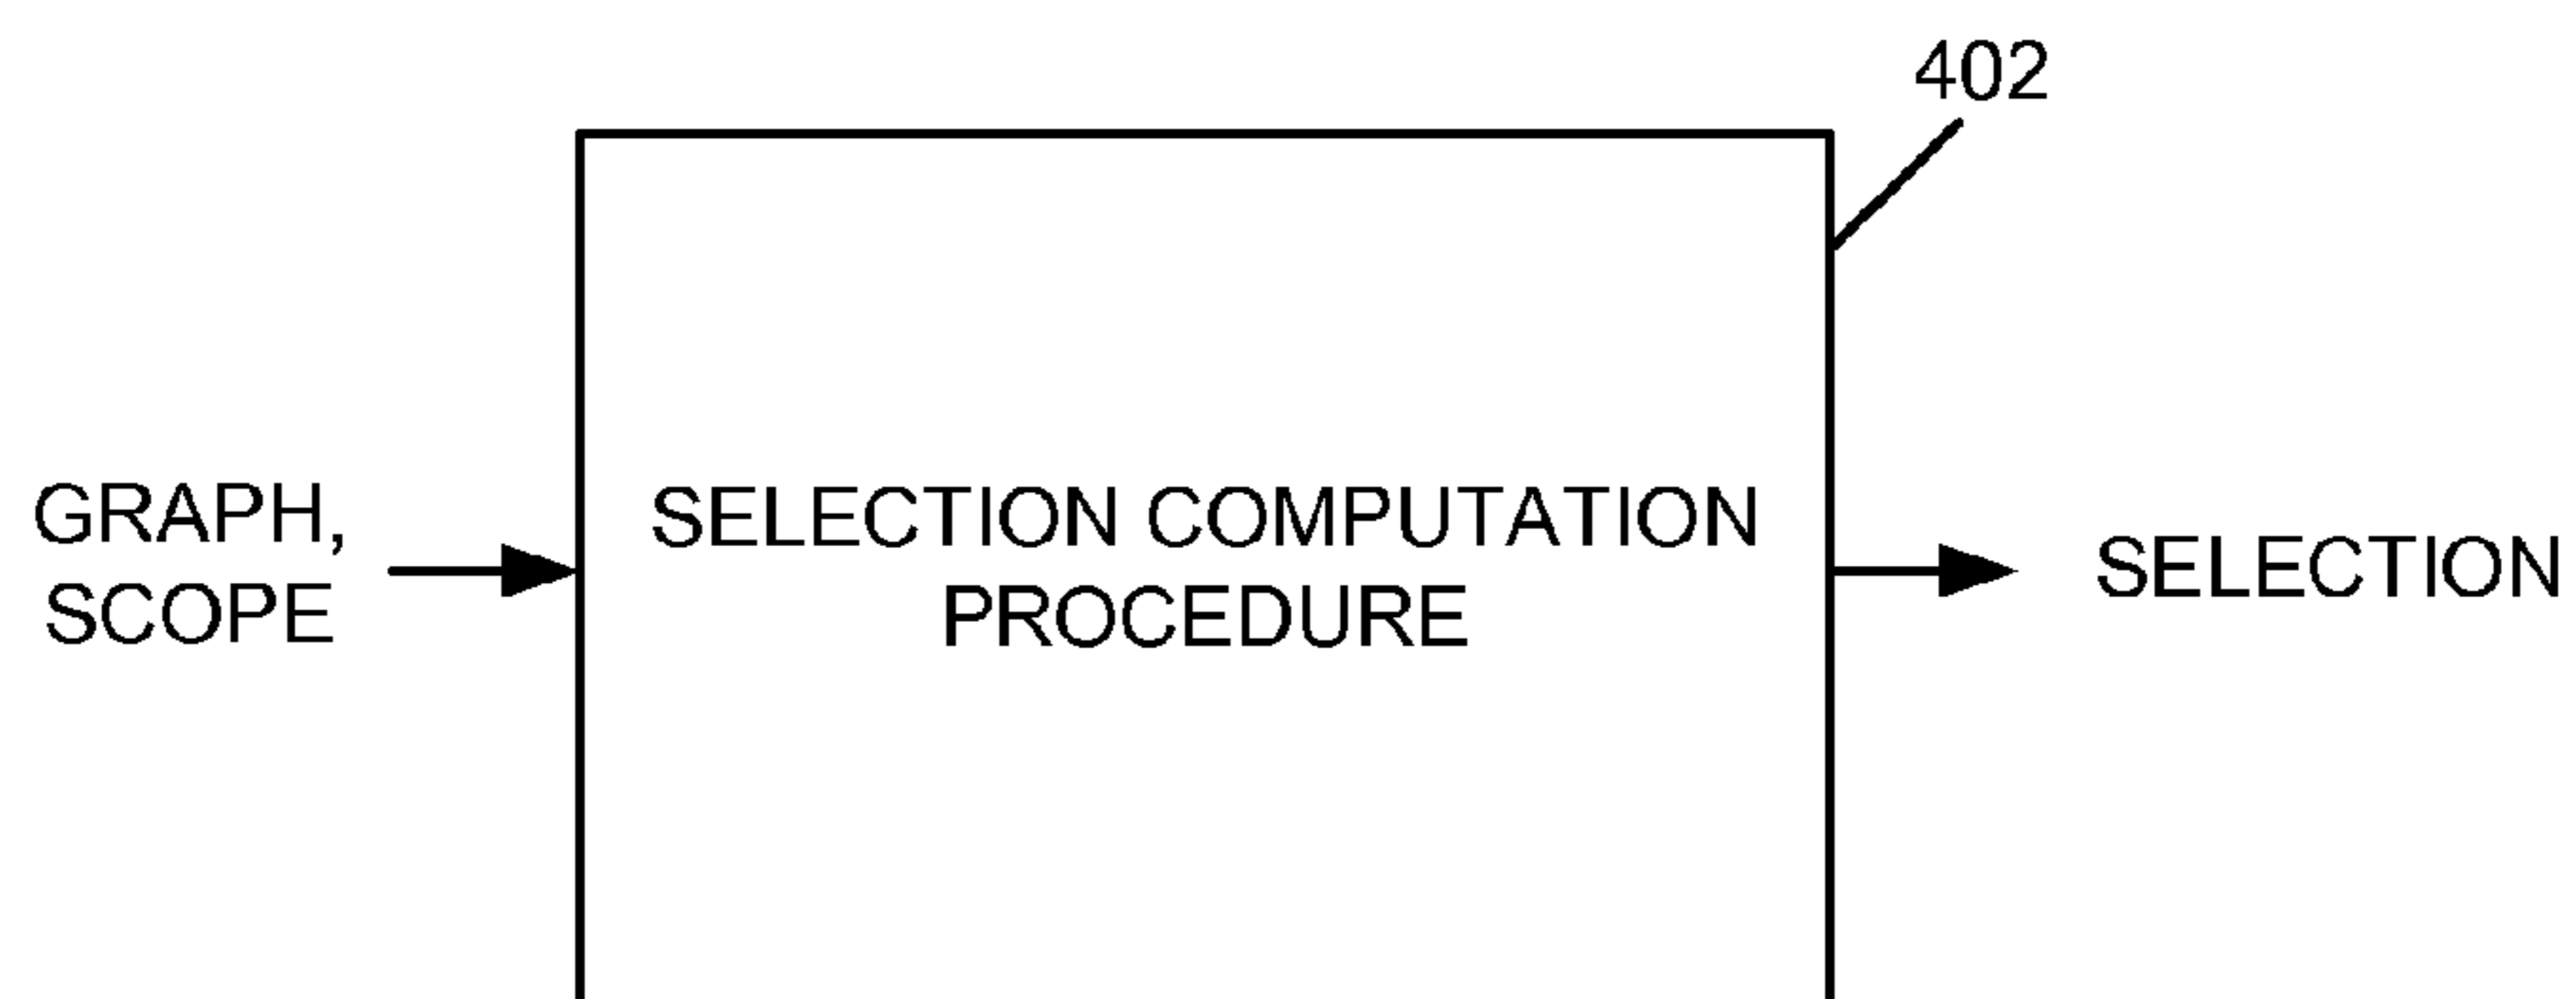 402
GRAPH,
SCOPE
SELECTION COMPUTATION
PROCEDURE
SELECTION